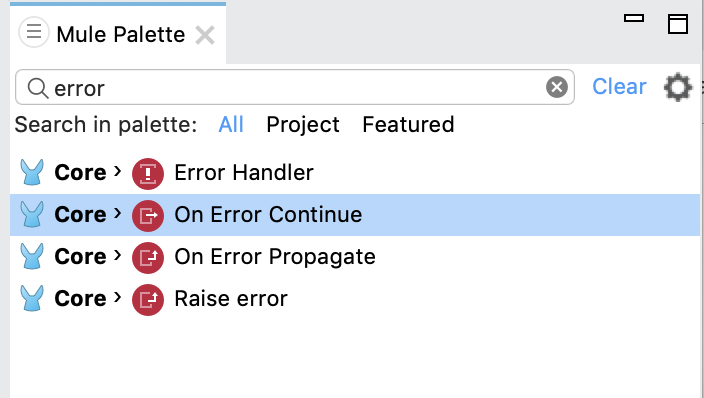 Mule Palette
error Clear
Search in palette: All Project Featured
Core › Error Handler
Core › On Error Continue
Core › On Error Propagate
Core › Raise error